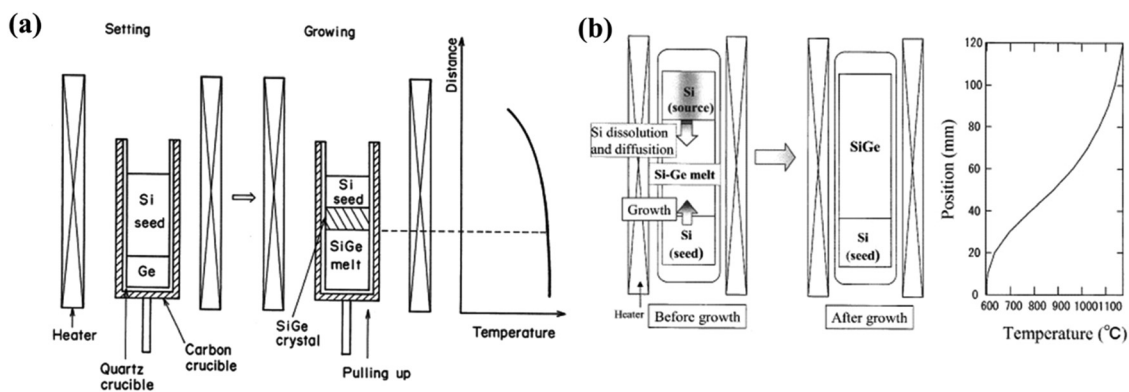 (a)
Setting
Growing
Si
seed
Ge
Heater
Quartz
crucible
Carbon
crucible
Si
seed
SiGe
melt
SiGe
crystal
Pulling up
Distance
Temperature
(b)
Si
(source)
Si dissolution
and diffusition
Si-Ge melt
Growth
Si
(seed)
Heater
Before growth
SiGe
Si
(seed)
After growth
Position (mm)
120
100
80
60
40
20
0
600 700 800 900 1000 1100
Temperature (℃)